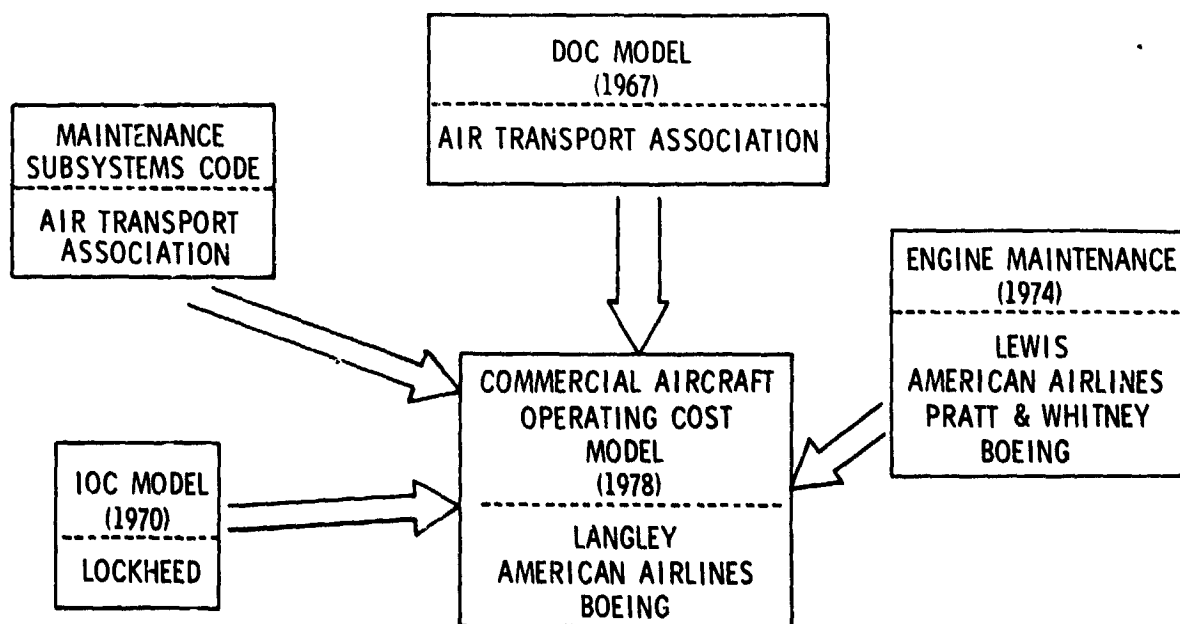 DOC MODEL
(1967)
AIR TRANSPORT ASSOCIATION
MAINTENANCE
SUBSYSTEMS CODE
AIR TRANSPORT
ASSOCIATION
ENGINE MAINTENANCE
(1974)
LEWIS
AMERICAN AIRLINES
PRATT & WHITNEY
BOEING
COMMERCIAL AIRCRAFT
OPERATING COST
MODEL
(1978)
LANGLEY
AMERICAN AIRLINES
BOEING
IOC MODEL
(1970)
LOCKHEED